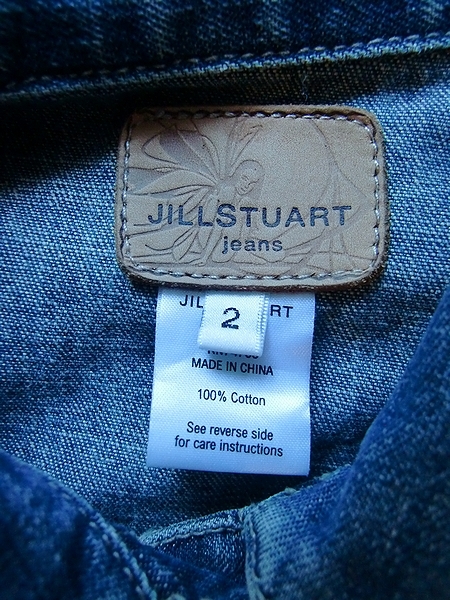 JILLSTUART
jeans
2
MADE IN CHINA
100% Cotton
See reverse side
for care instructions